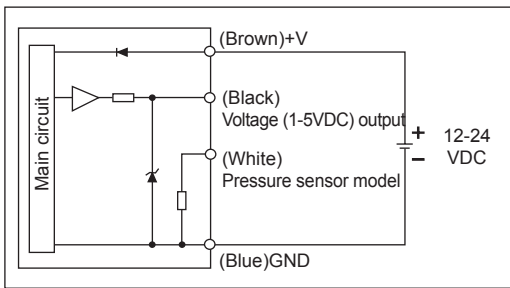 Main circuit
(Brown)+V
(Black)
Voltage (1-5VDC) output
(White)
Pressure sensor model
(Blue)GND
+
−
12-24
VDC